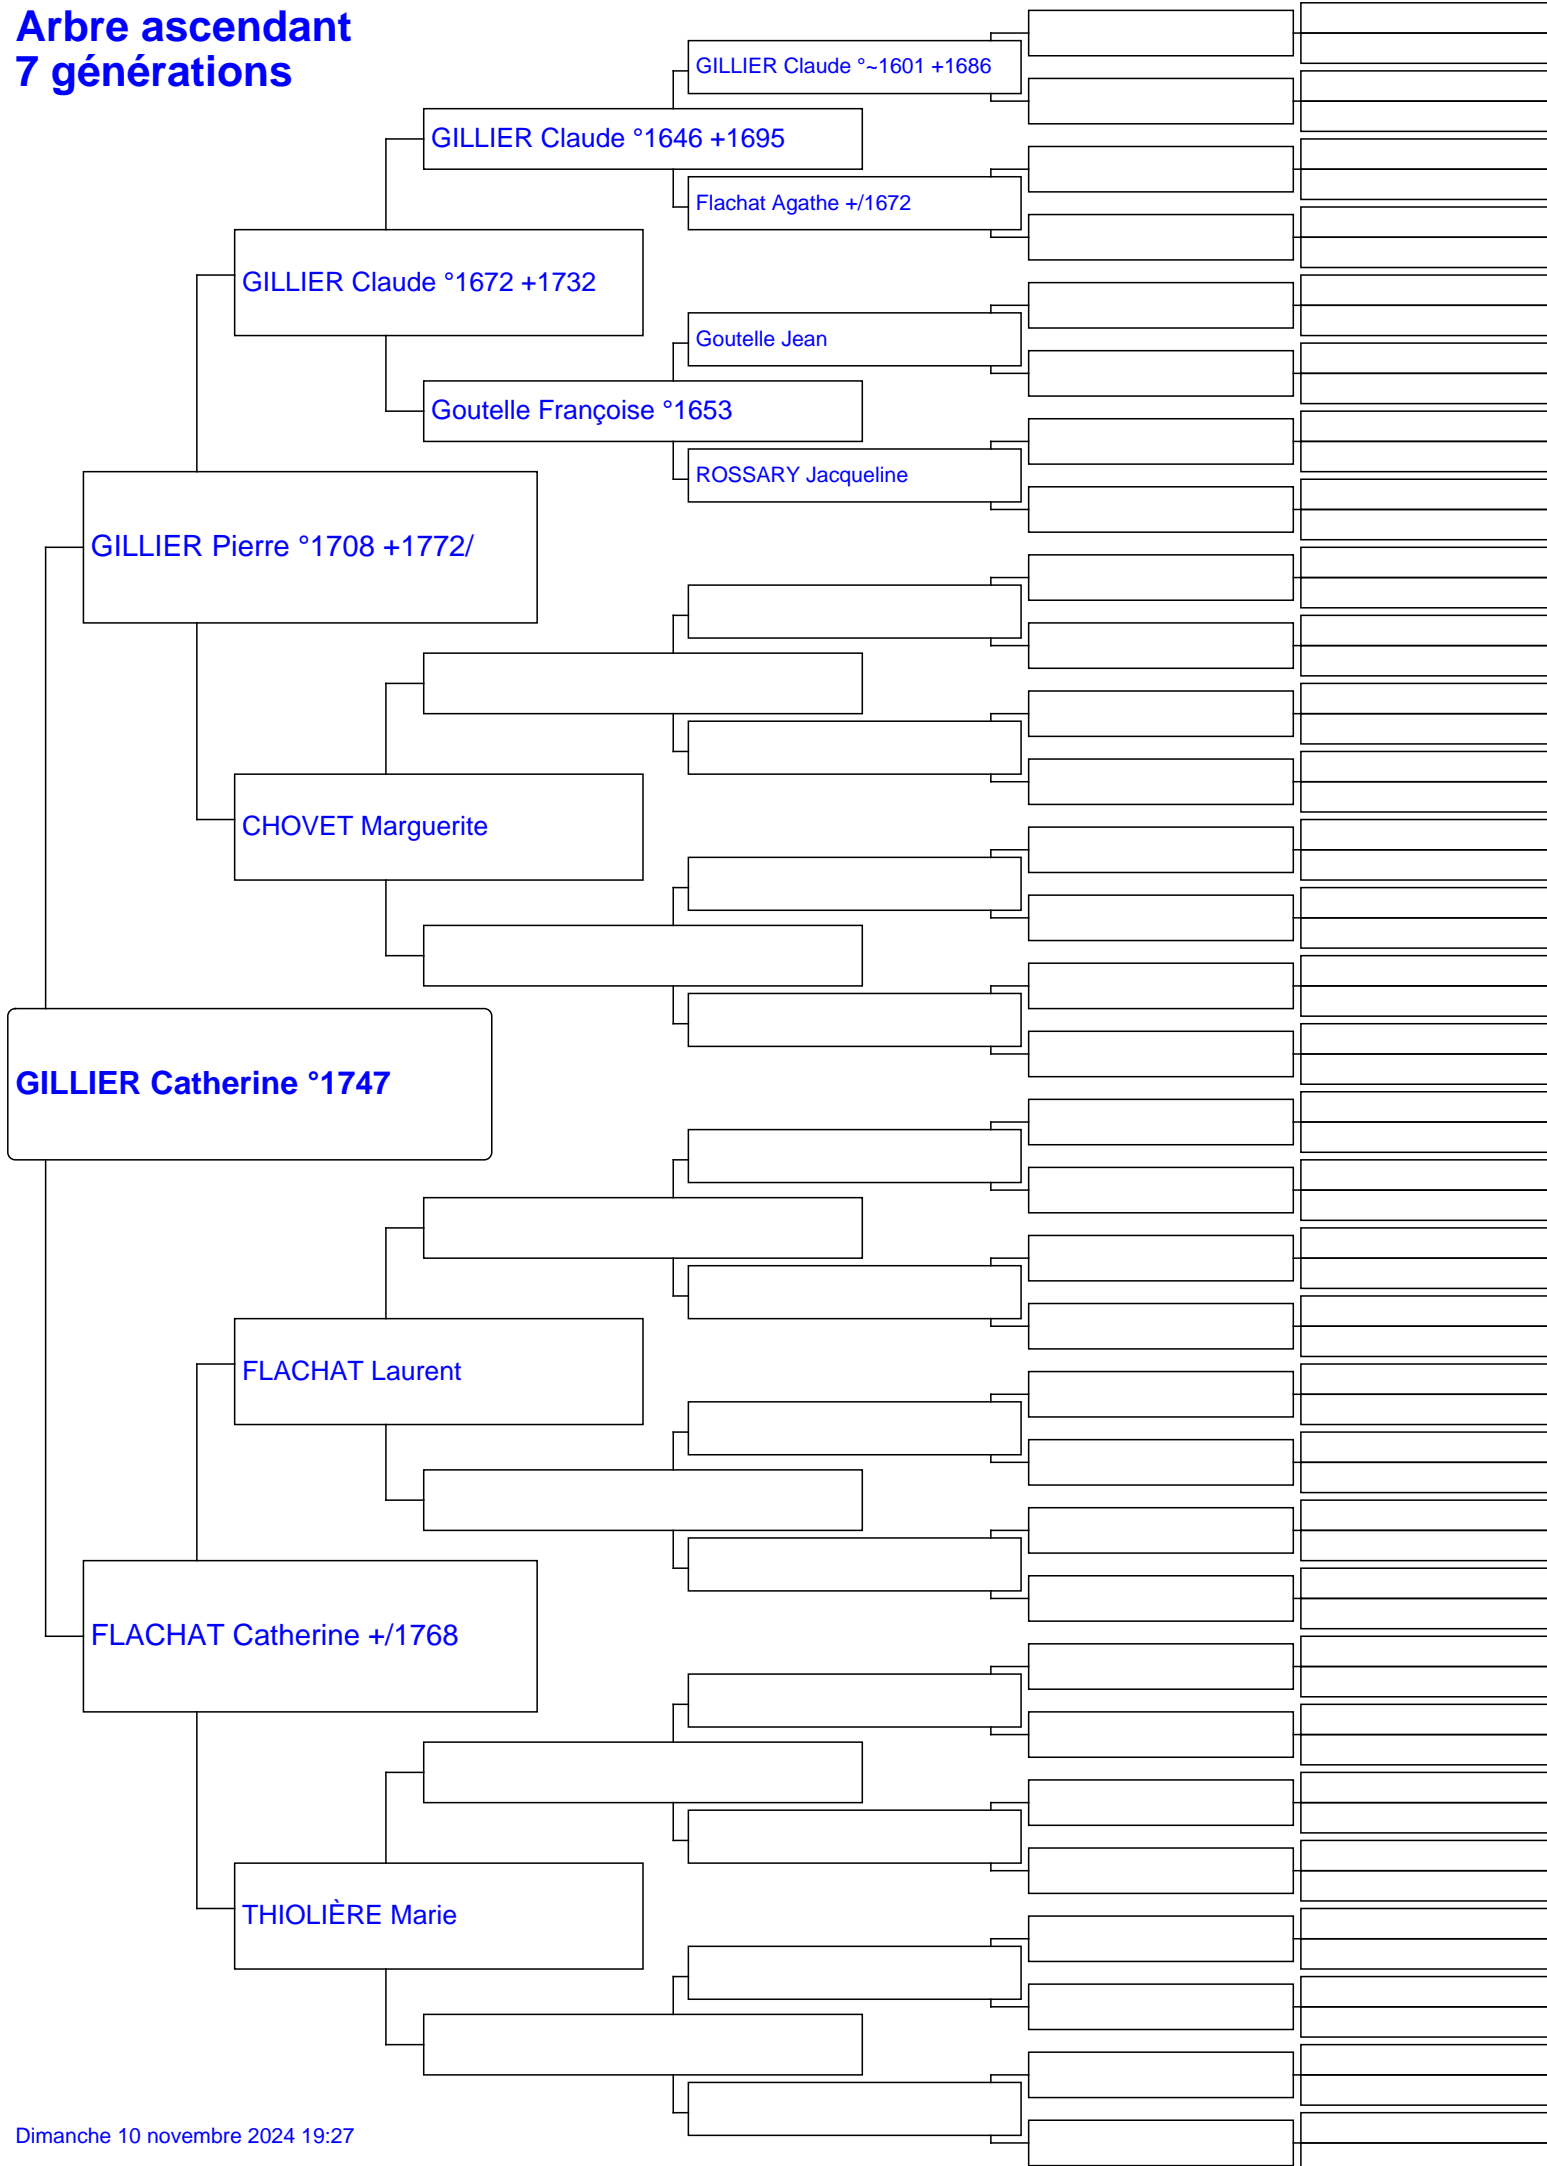 Arbre ascendant
7 générations
GILLIER Claude °~1601 +1686
GILLIER Claude °1646 +1695
Flachat Agathe +/1672
GILLIER Claude °1672 +1732
Goutelle Jean
Goutelle Françoise °1653
ROSSARY Jacqueline
GILLIER Pierre °1708 +1772/
CHOVET Marguerite
GILLIER Catherine °1747
FLACHAT Laurent
FLACHAT Catherine +/1768
THIOLIÈRE Marie
Dimanche 10 novembre 2024 19:27